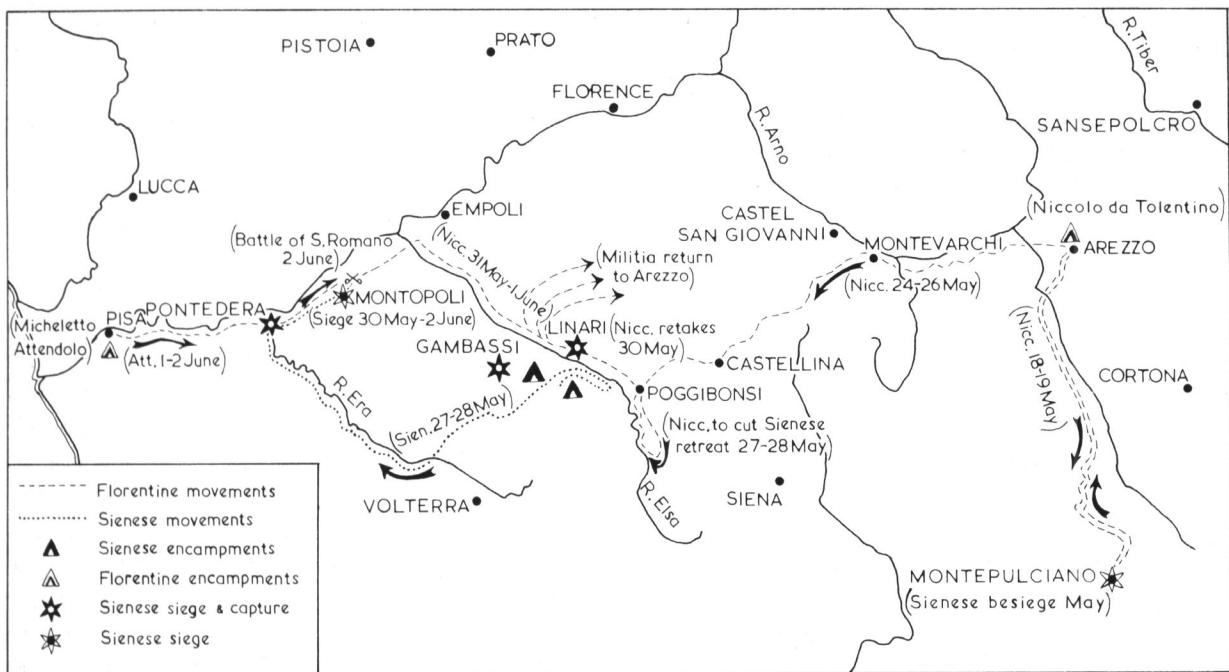 PISTOIA
PRATO
FLORENCE
R. Tiber
SANSEPOLCRO
R. Arno
LUCCA
EMPOLI
(Battle of S. Romano
2 June)
(Nicc. 31 May-1 June)
(Militia return
to Arezzo)
CASTEL
SAN GIOVANNI
MONTEVARCHI
(Nicc. 24-26 May)
(Niccolo da Tolentino)
AREZZO
(Micheletto
Attendolo)
PISA
PONTEDERA
(Att. 1-2 June)
MONTOPOLI
(Siege 30 May-2 June)
GAMBASSI
LINARI
(Nicc. retakes
30 May)
CASTELLINA
POGGIBONSI
(Nicc. to cut Sienese
retreat 27-28 May)
(Nicc. 18-19 May)
CORTONA
R. Era
(Sien. 27-28 May)
VOLTERRA
R. Elsa
SIENA
MONTEPULCIANO
(Sienese besiege May)
Florentine movements
Sienese movements
Sienese encampments
Florentine encampments
Sienese siege & capture
Sienese siege